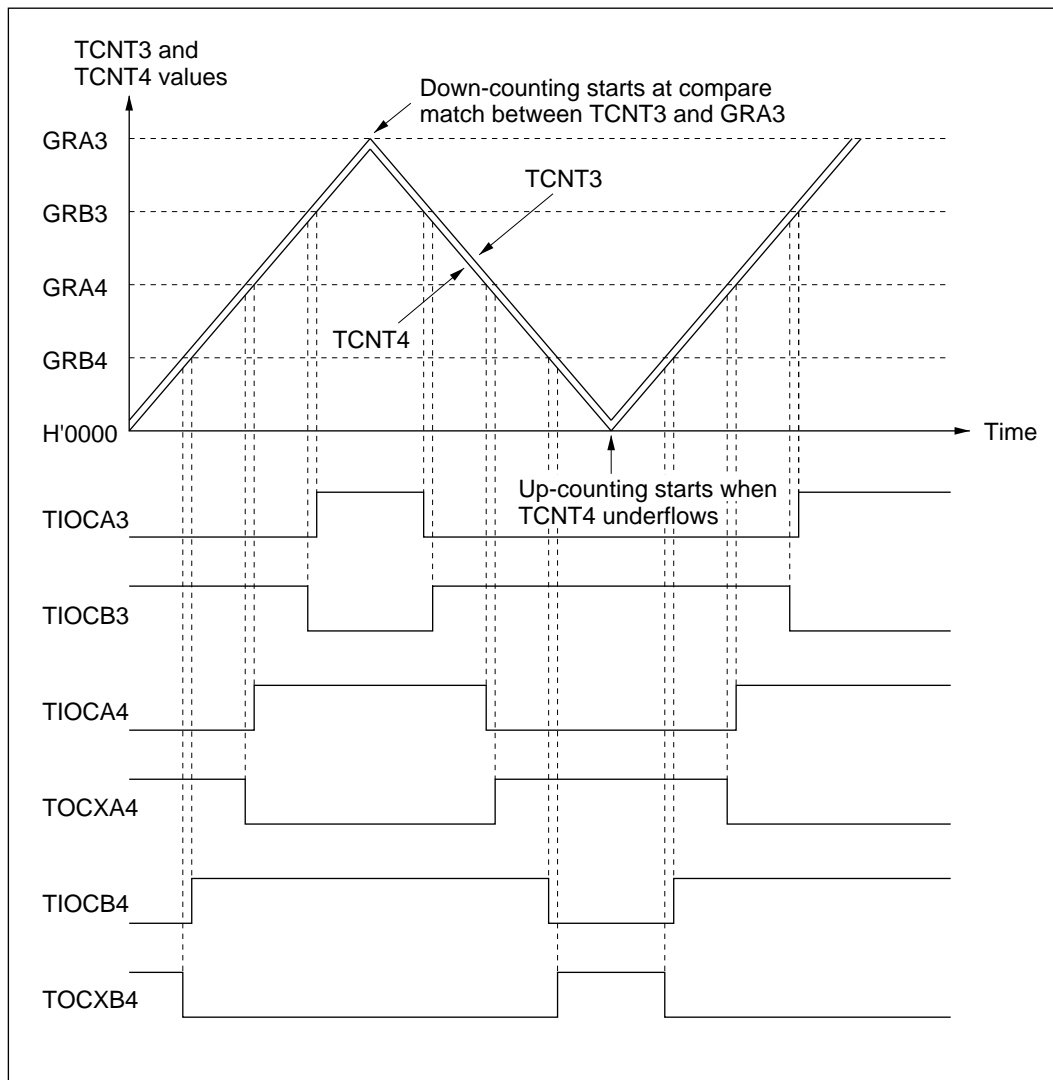 TCNT3 and
TCNT4 values
Down-counting starts at compare
match between TCNT3 and GRA3
GRA3
TCNT3
GRB3
GRA4
TCNT4
GRB4
H'0000
Time
Up-counting starts when
TCNT4 underflows
TIOCA3
TIOCB3
TIOCA4
TOCXA4
TIOCB4
TOCXB4